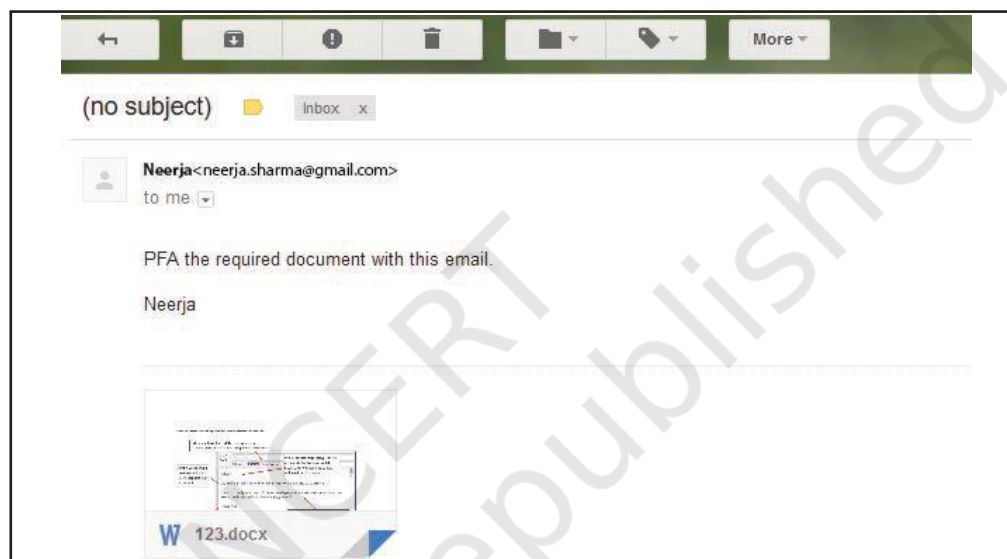 More
(no subject)
Inbox x
Neerja<neerja.sharma@gmail.com>
to me
PFA the required document with this email.
Neerja
W 123.docx
NCERT
republished